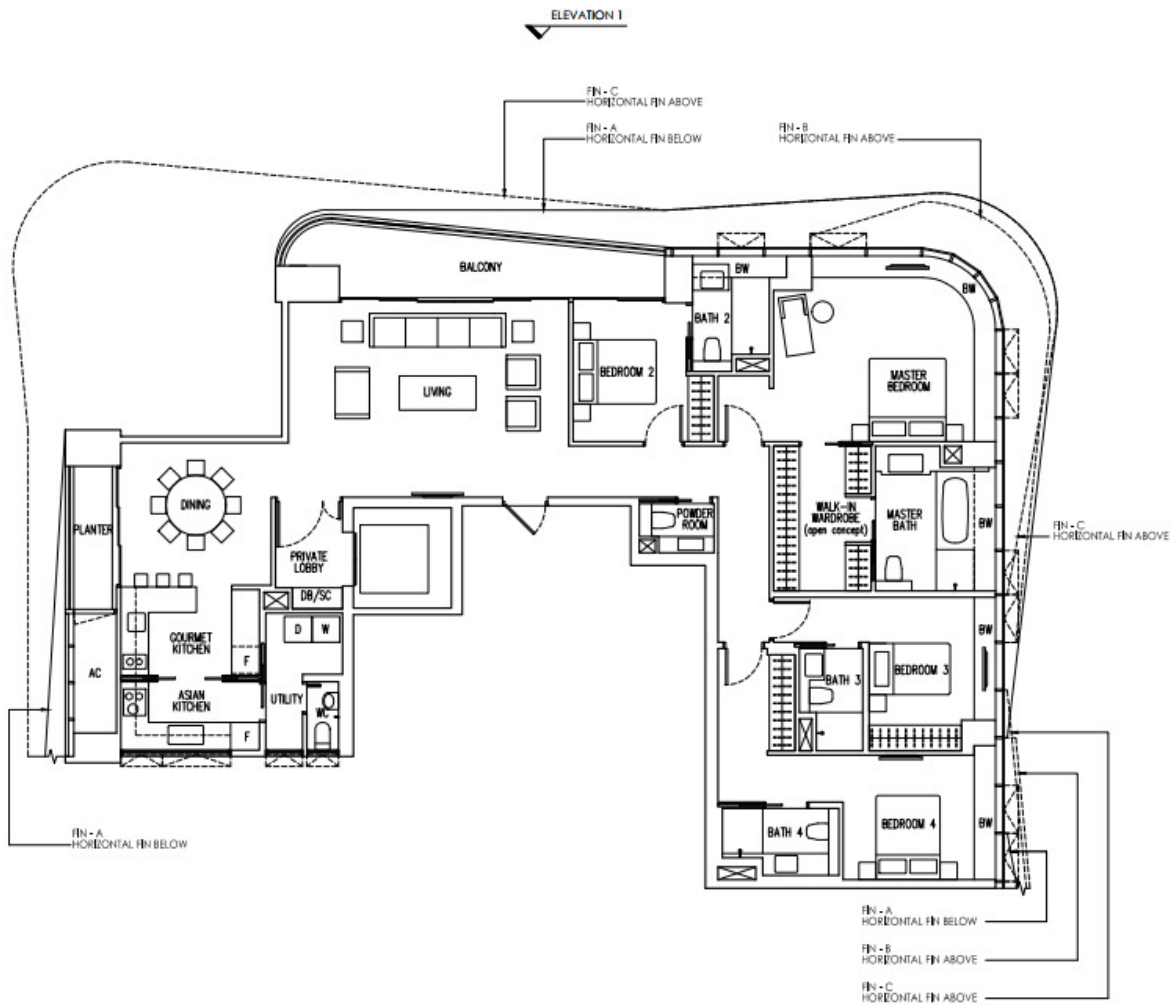 ELEVATION 1
FIN - C
HORIZONTAL FIN ABOVE
FIN - A
HORIZONTAL FIN BELOW
FIN - B
HORIZONTAL FIN ABOVE
BALCONY
BW
BW
BATH 2
BEDROOM 2
LIVING
MASTER
BEDROOM
DINING
PLANTER
POWDER
ROOM
WALK-IN
WARDROBE
(open concept)
MASTER
BATH
BW
FIN - C
HORIZONTAL FIN ABOVE
PRIVATE
LOBBY
DB/SC
D
W
GOURMET
KITCHEN
F
AC
ASIAN
KITCHEN
F
UTILITY
WC
BW
BATH 3
BEDROOM 3
BATH 4
BEDROOM 4
BW
FIN - A
HORIZONTAL FIN BELOW
FIN - A
HORIZONTAL FIN BELOW
FIN - B
HORIZONTAL FIN ABOVE
FIN - C
HORIZONTAL FIN ABOVE